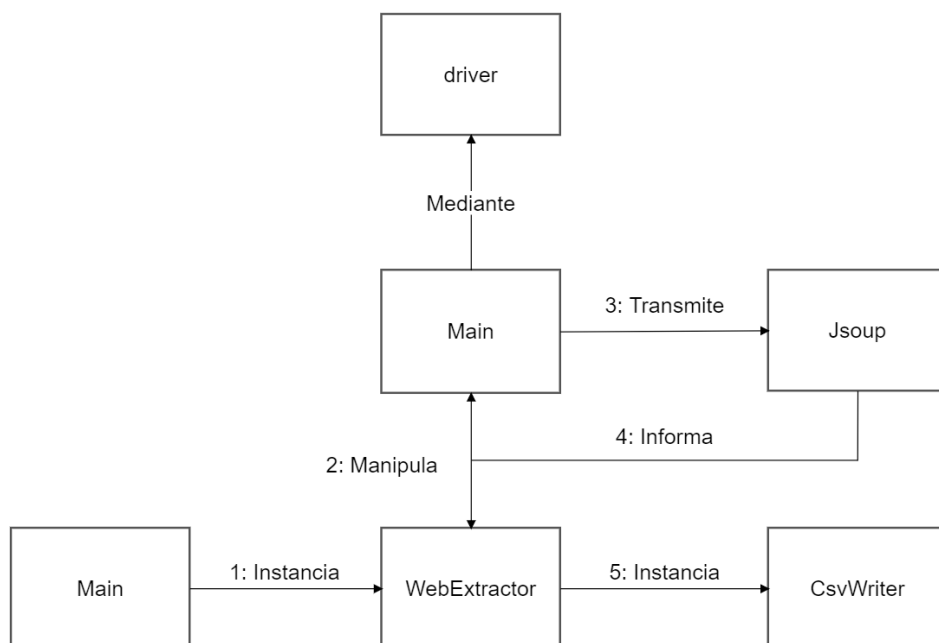 driver
Mediante
Main
3: Transmite
Jsoup
4: Informa
2: Manipula
Main
1: Instancia
WebExtractor
5: Instancia
CsvWriter